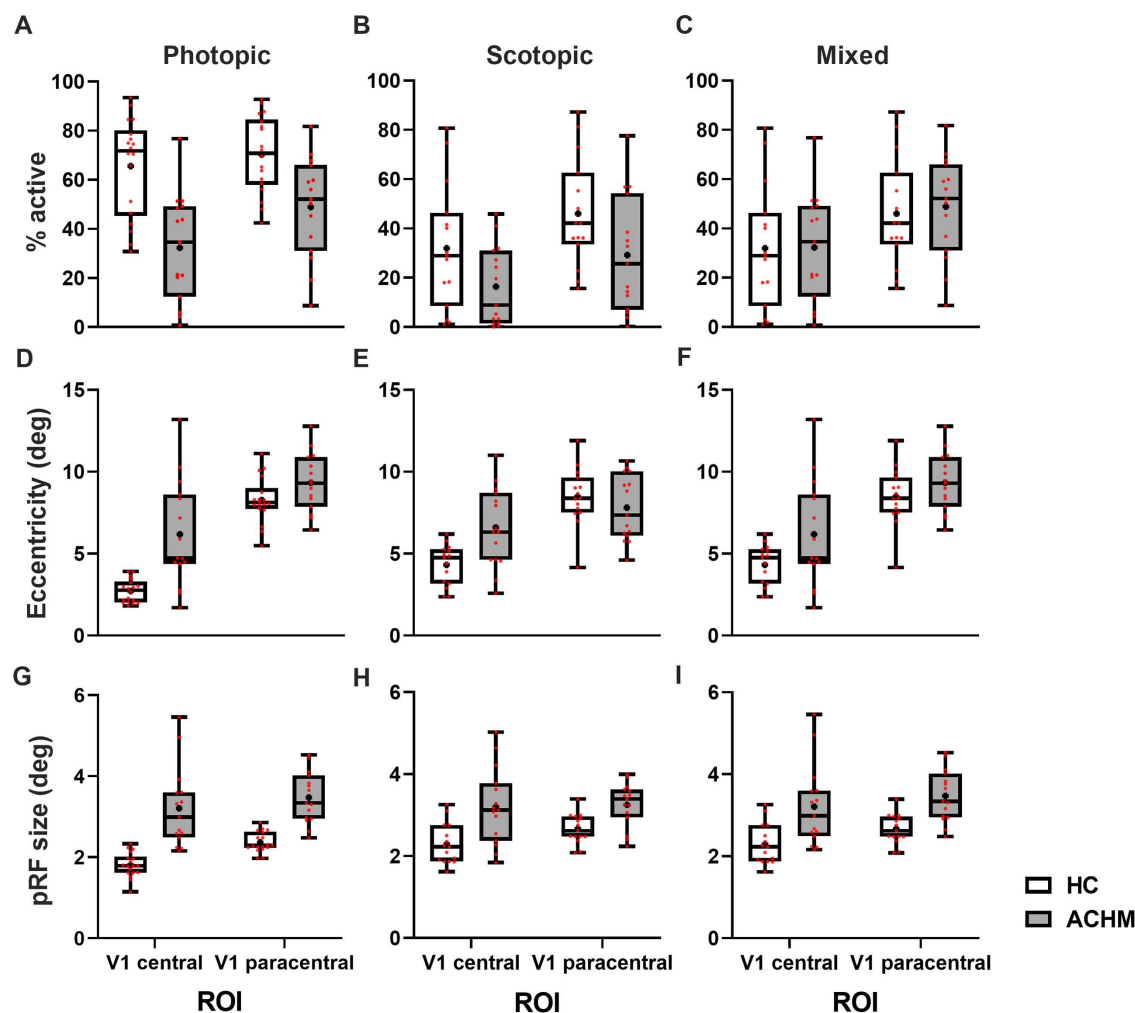 A
B
C
Photopic
Scotopic
Mixed
% active
100
80
60
40
20
0
100
80
60
40
20
0
100
80
60
40
20
0
D
E
F
Eccentricity (deg)
15
10
5
0
15
10
5
0
15
10
5
0
G
H
I
pRF size (deg)
6
4
2
0
6
4
2
0
6
4
2
0
HC
ACHM
V1 central V1 paracentral
V1 central V1 paracentral
V1 central V1 paracentral
ROI
ROI
ROI